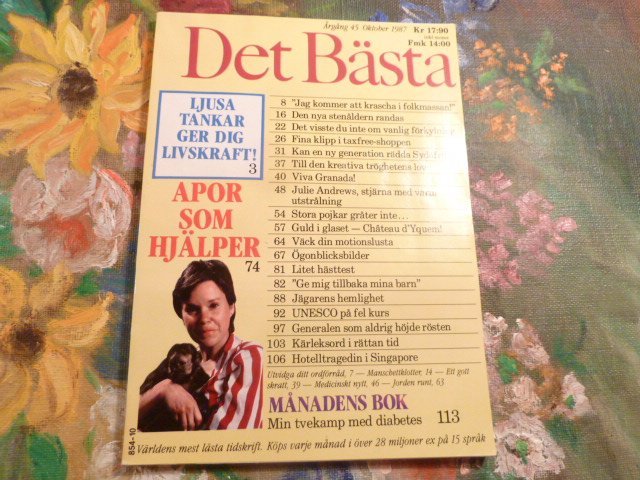 Årgång 45 Oktober 1987 Kr 17:90
inkl moms
Fmk 14:00
Det Bästa
LJUSA
TANKAR
GER DIG
LIVSKRAFT!
3
APOR
SOM
HJÄLPER
74
8 "Jag kommer att krascha i folkmassan!"
16 Den nya stenåldern randas
22 Det visste du inte om vanlig förkylning
26 Fina klipp i taxfree-shoppen
31 Kan en ny generation rädda
37 Till den kreativa tröghetens lov
40 Viva Granada!
48 Julie Andrews, stjärna med varm
utstrålning
54 Stora pojkar gråter inte...
57 Guld i glaset — Château d'Yquem!
64 Väck din motionslusta
67 Ögonblicksbilder
81 Litet hästtest
82 "Ge mig tillbaka mina barn"
88 Jägarens hemlighet
92 UNESCO på fel kurs
97 Generalen som aldrig höjde rösten
103 Kärleksord i rättan tid
106 Hotelltragedin i Singapore
Utvidga ditt ordförråd, 7 — Manschettklotter, 14 — Ett gott
skratt, 39 — Medicinskt nytt, 46 — Jorden runt, 63
MÅNADENS BOK
Min tvekamp med diabetes 113
854-10
Världens mest lästa tidskrift. Köps varje månad i över 28 miljoner ex på 15 språk